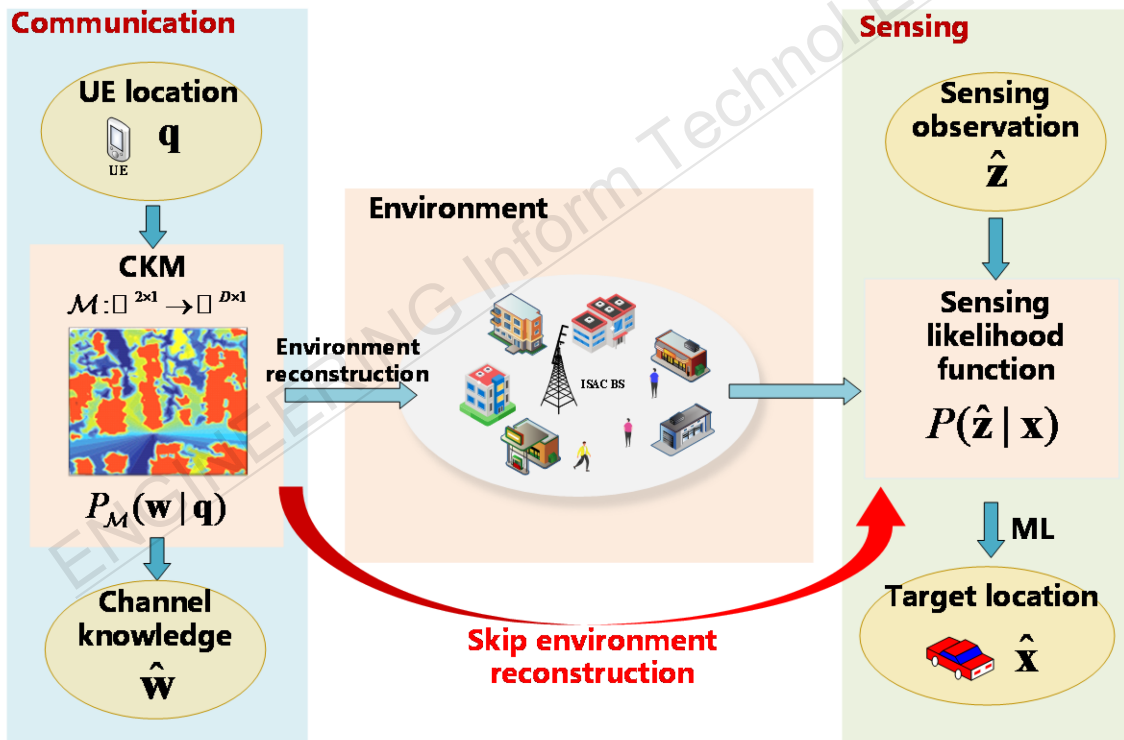 Communication
UE location
q
UE
CKM
ℳ:□ 2×1 → □ D×1
P_ℳ(w | q)
Channel
knowledge
ŵ
Environment
reconstruction
Environment
ISAC BS
Skip environment
reconstruction
Sensing
Sensing
observation
ẑ
Sensing
likelihood
function
P(ẑ | x)
ML
Target location
x̂
ENGINEERING Inform Technol E